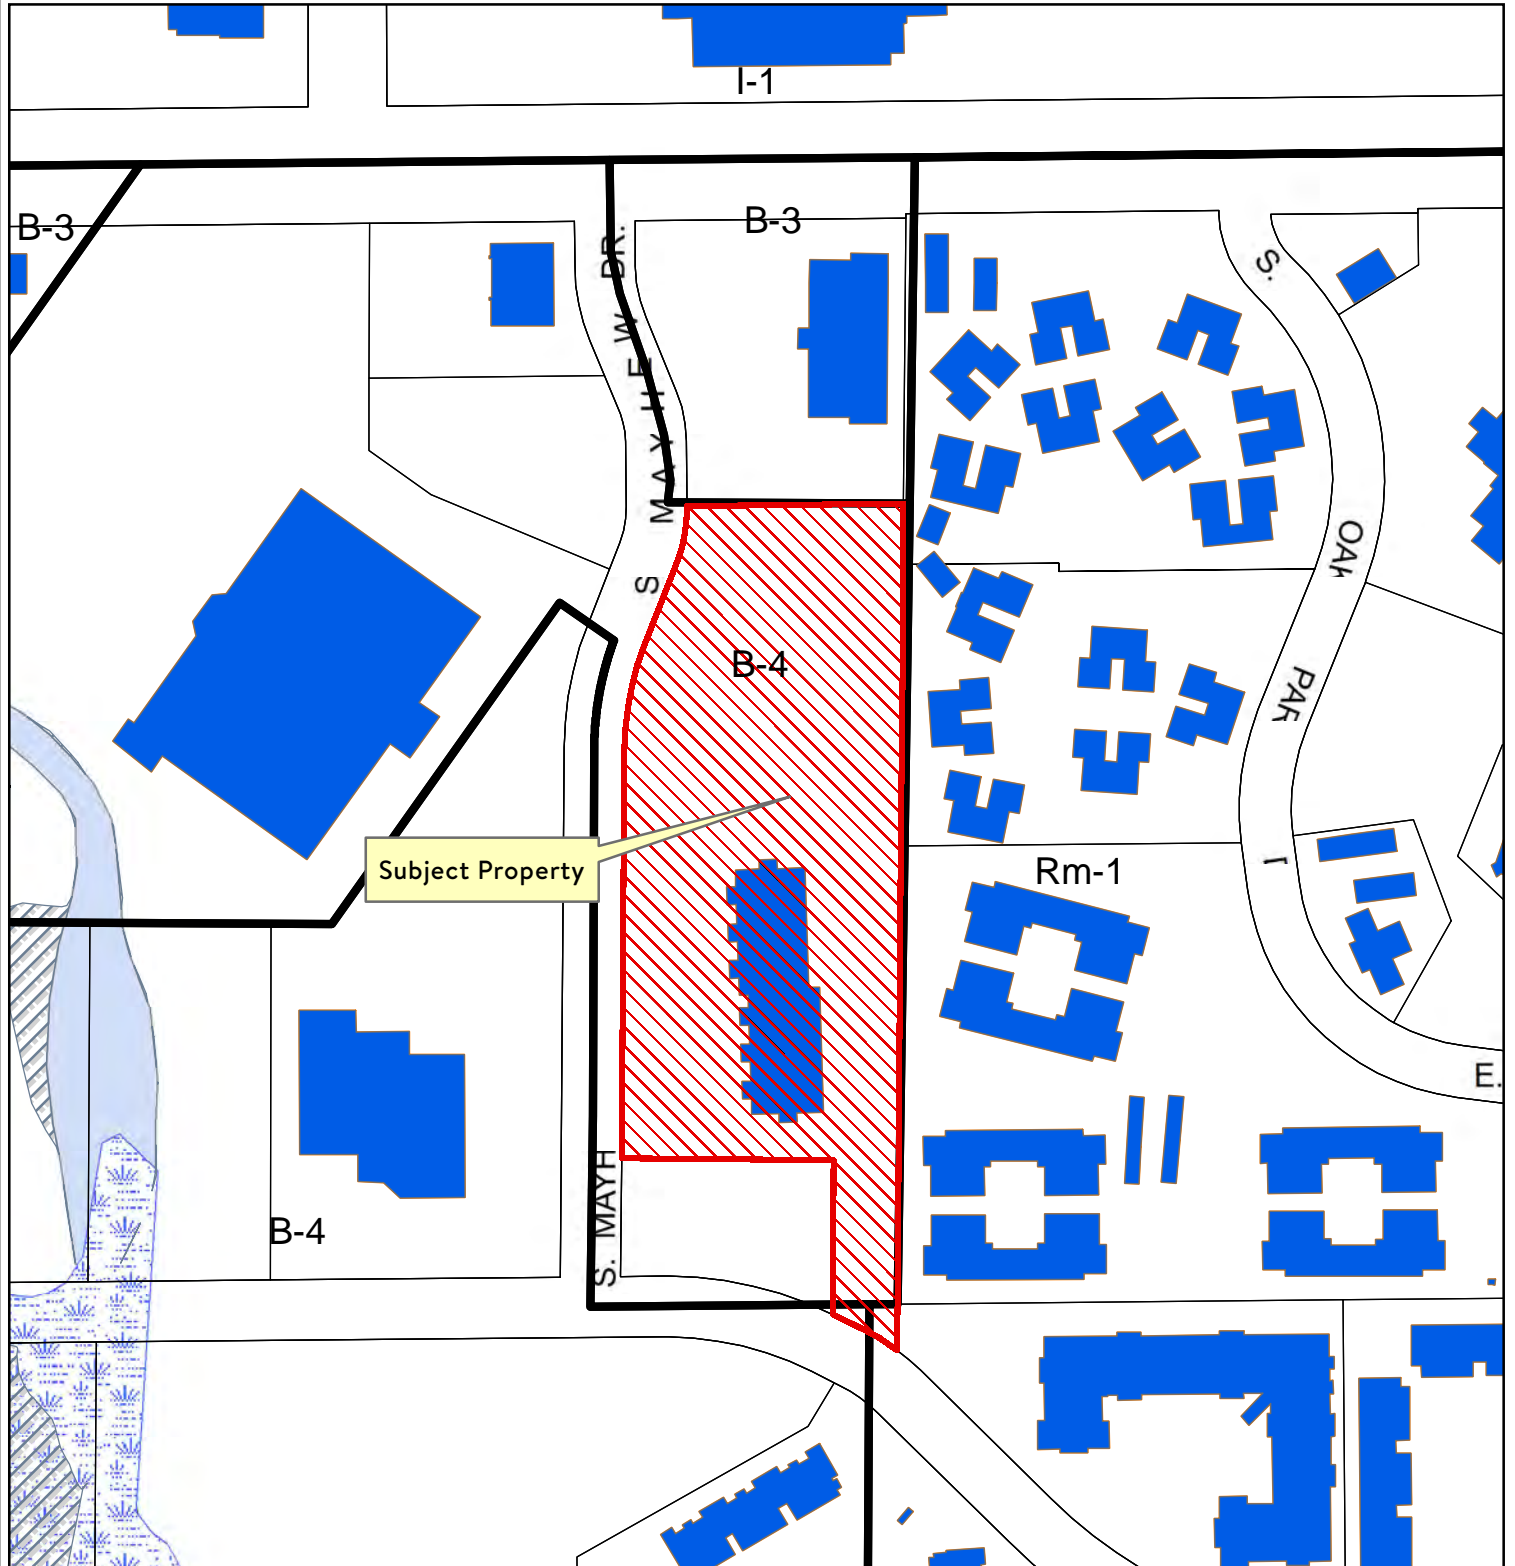 I-1
B-3
B-3
S MAYHEW DR.
S.
OAK
PAR
B-4
Subject Property
Rm-1
E.
S. MAYH
B-4